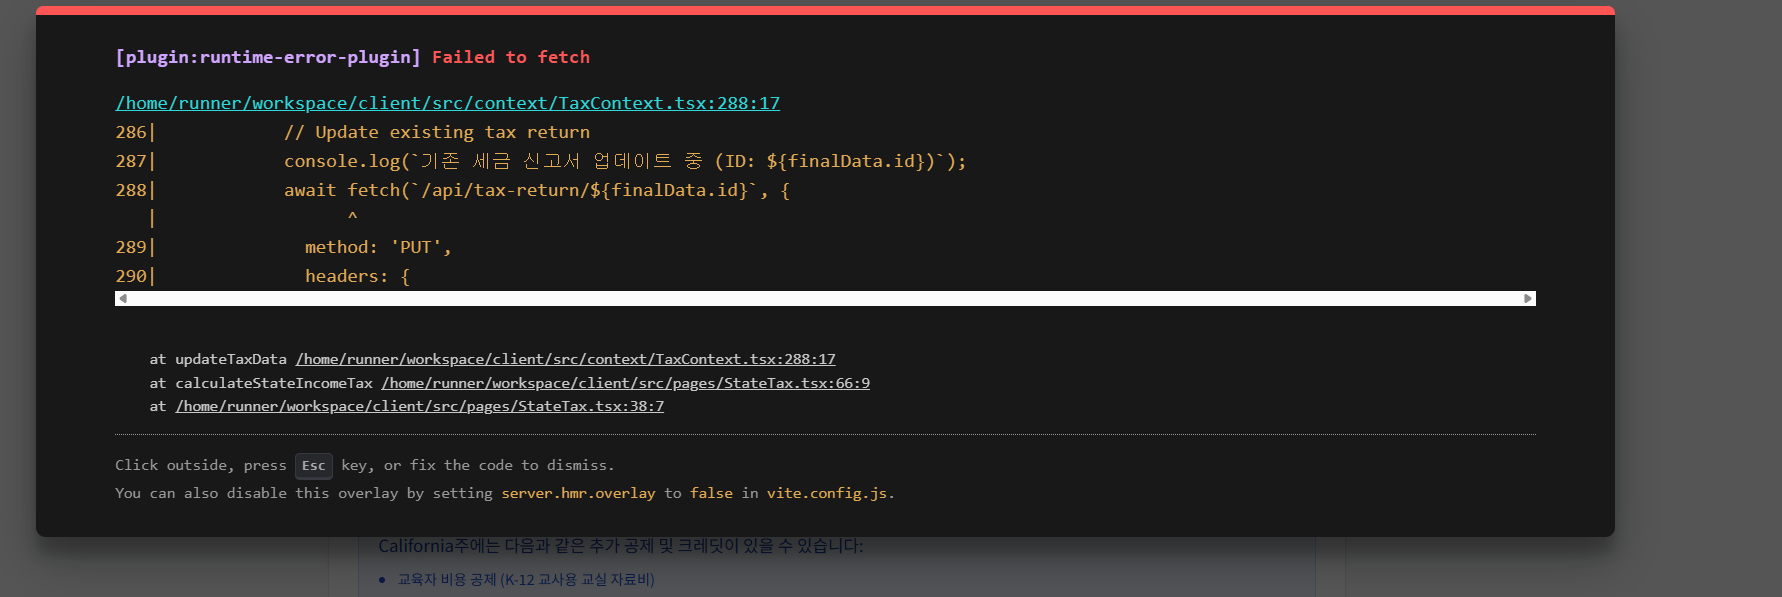 [plugin:runtime-error-plugin] Failed to fetch
/home/runner/workspace/client/src/context/TaxContext.tsx:288:17
286|            // Update existing tax return
287|            console.log(`기존 세금 신고서 업데이트 중 (ID: ${finalData.id})`);
288|            await fetch(`/api/tax-return/${finalData.id}`, {
   |                  ^
289|              method: 'PUT',
290|              headers: {
at updateTaxData /home/runner/workspace/client/src/context/TaxContext.tsx:288:17
at calculateStateIncomeTax /home/runner/workspace/client/src/pages/StateTax.tsx:66:9
at /home/runner/workspace/client/src/pages/StateTax.tsx:38:7
Click outside, press Esc key, or fix the code to dismiss.
You can also disable this overlay by setting server.hmr.overlay to false in vite.config.js.
California주에는 다음과 같은 추가 공제 및 크레딧이 있을 수 있습니다:
• 교육자 비용 공제 (K-12 교사용 교실 자료비)